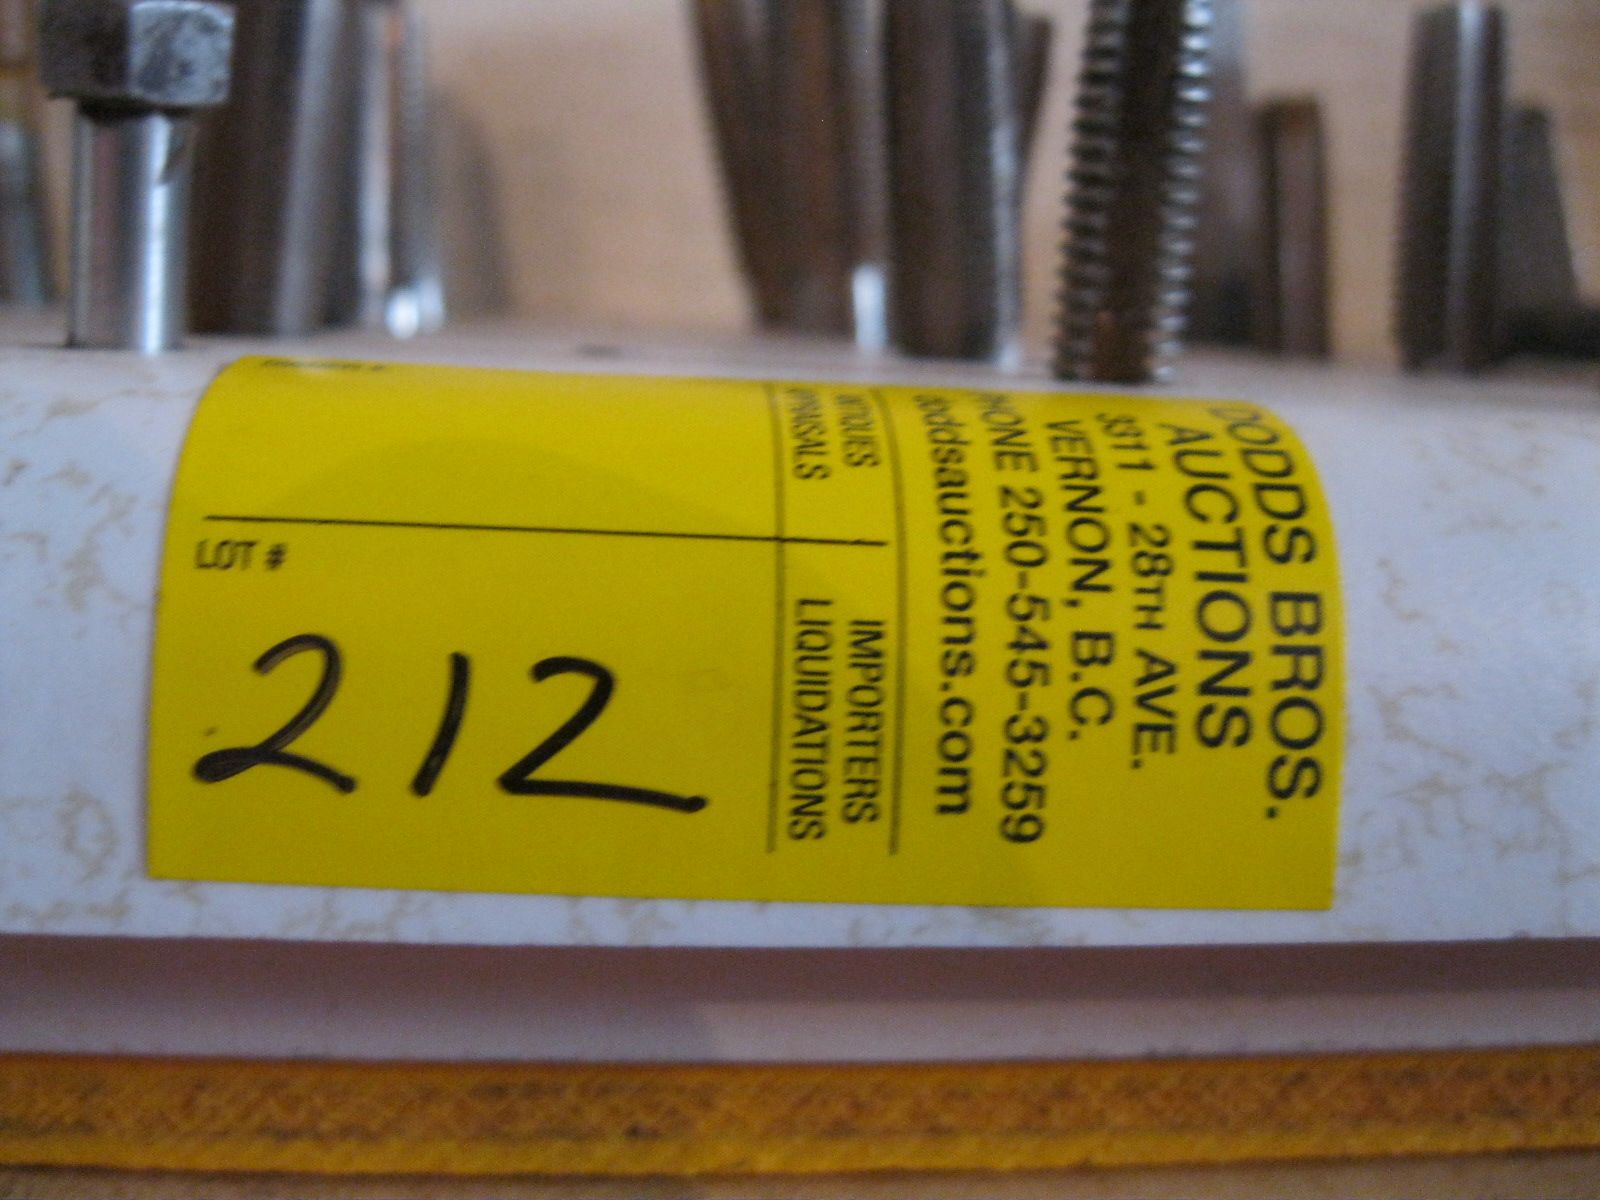 DODDS BROS.
AUCTIONS
3311 - 28TH AVE.
VERNON, B.C.
PHONE 250-545-3259
doddsauctions.com
ANTIQUES IMPORTERS
APPRAISALS LIQUIDATIONS
LOT #
212